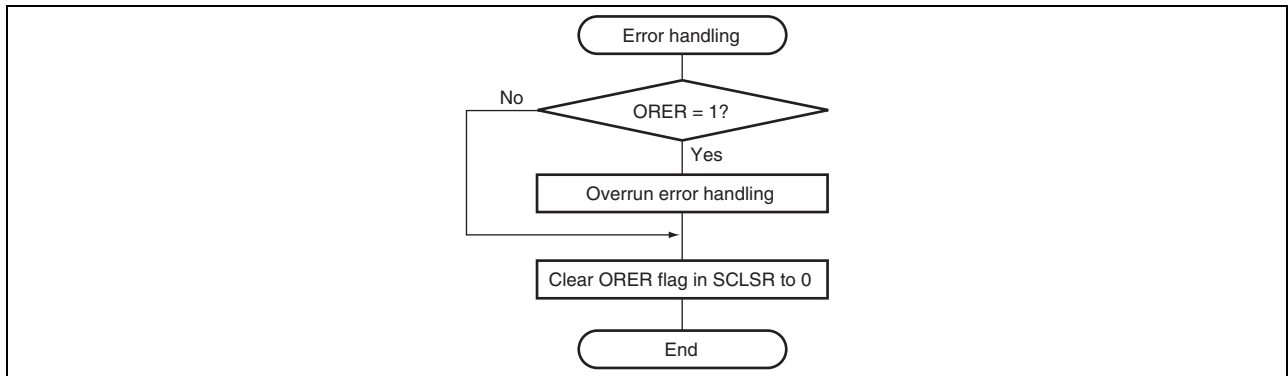 Error handling
No
ORER = 1?
Yes
Overrun error handling
Clear ORER flag in SCLSR to 0
End